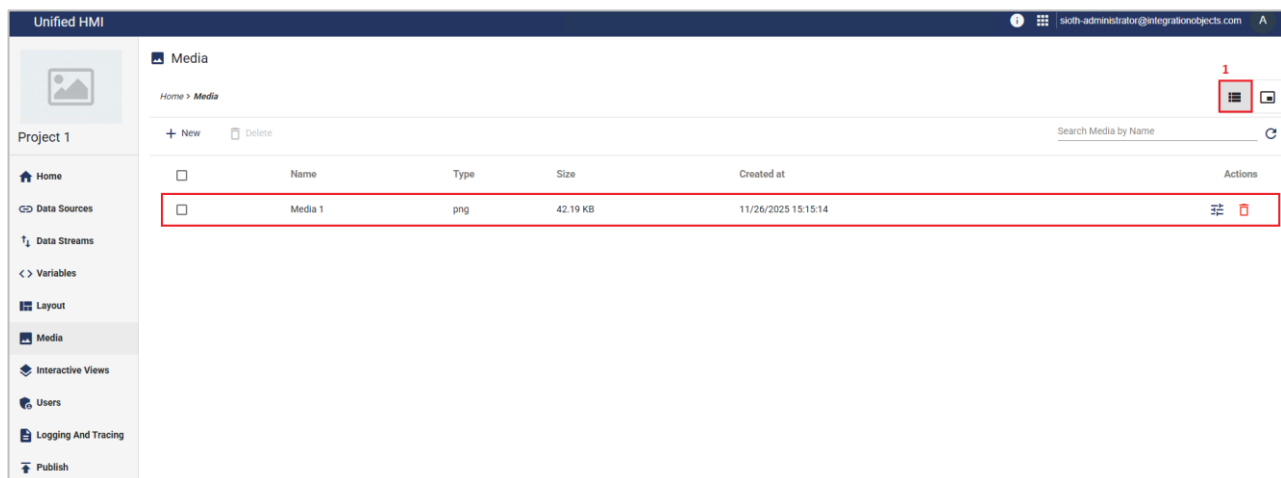 Unified HMI
sioth-administrator@integrationobjects.com A
Project 1
Home
Data Sources
Data Streams
Variables
Layout
Media
Interactive Views
Users
Logging And Tracing
Publish
Media
1
Home > Media
+ New Delete
Search Media by Name
Name Type Size Created at Actions
Media 1 png 42.19 KB 11/26/2025 15:15:14